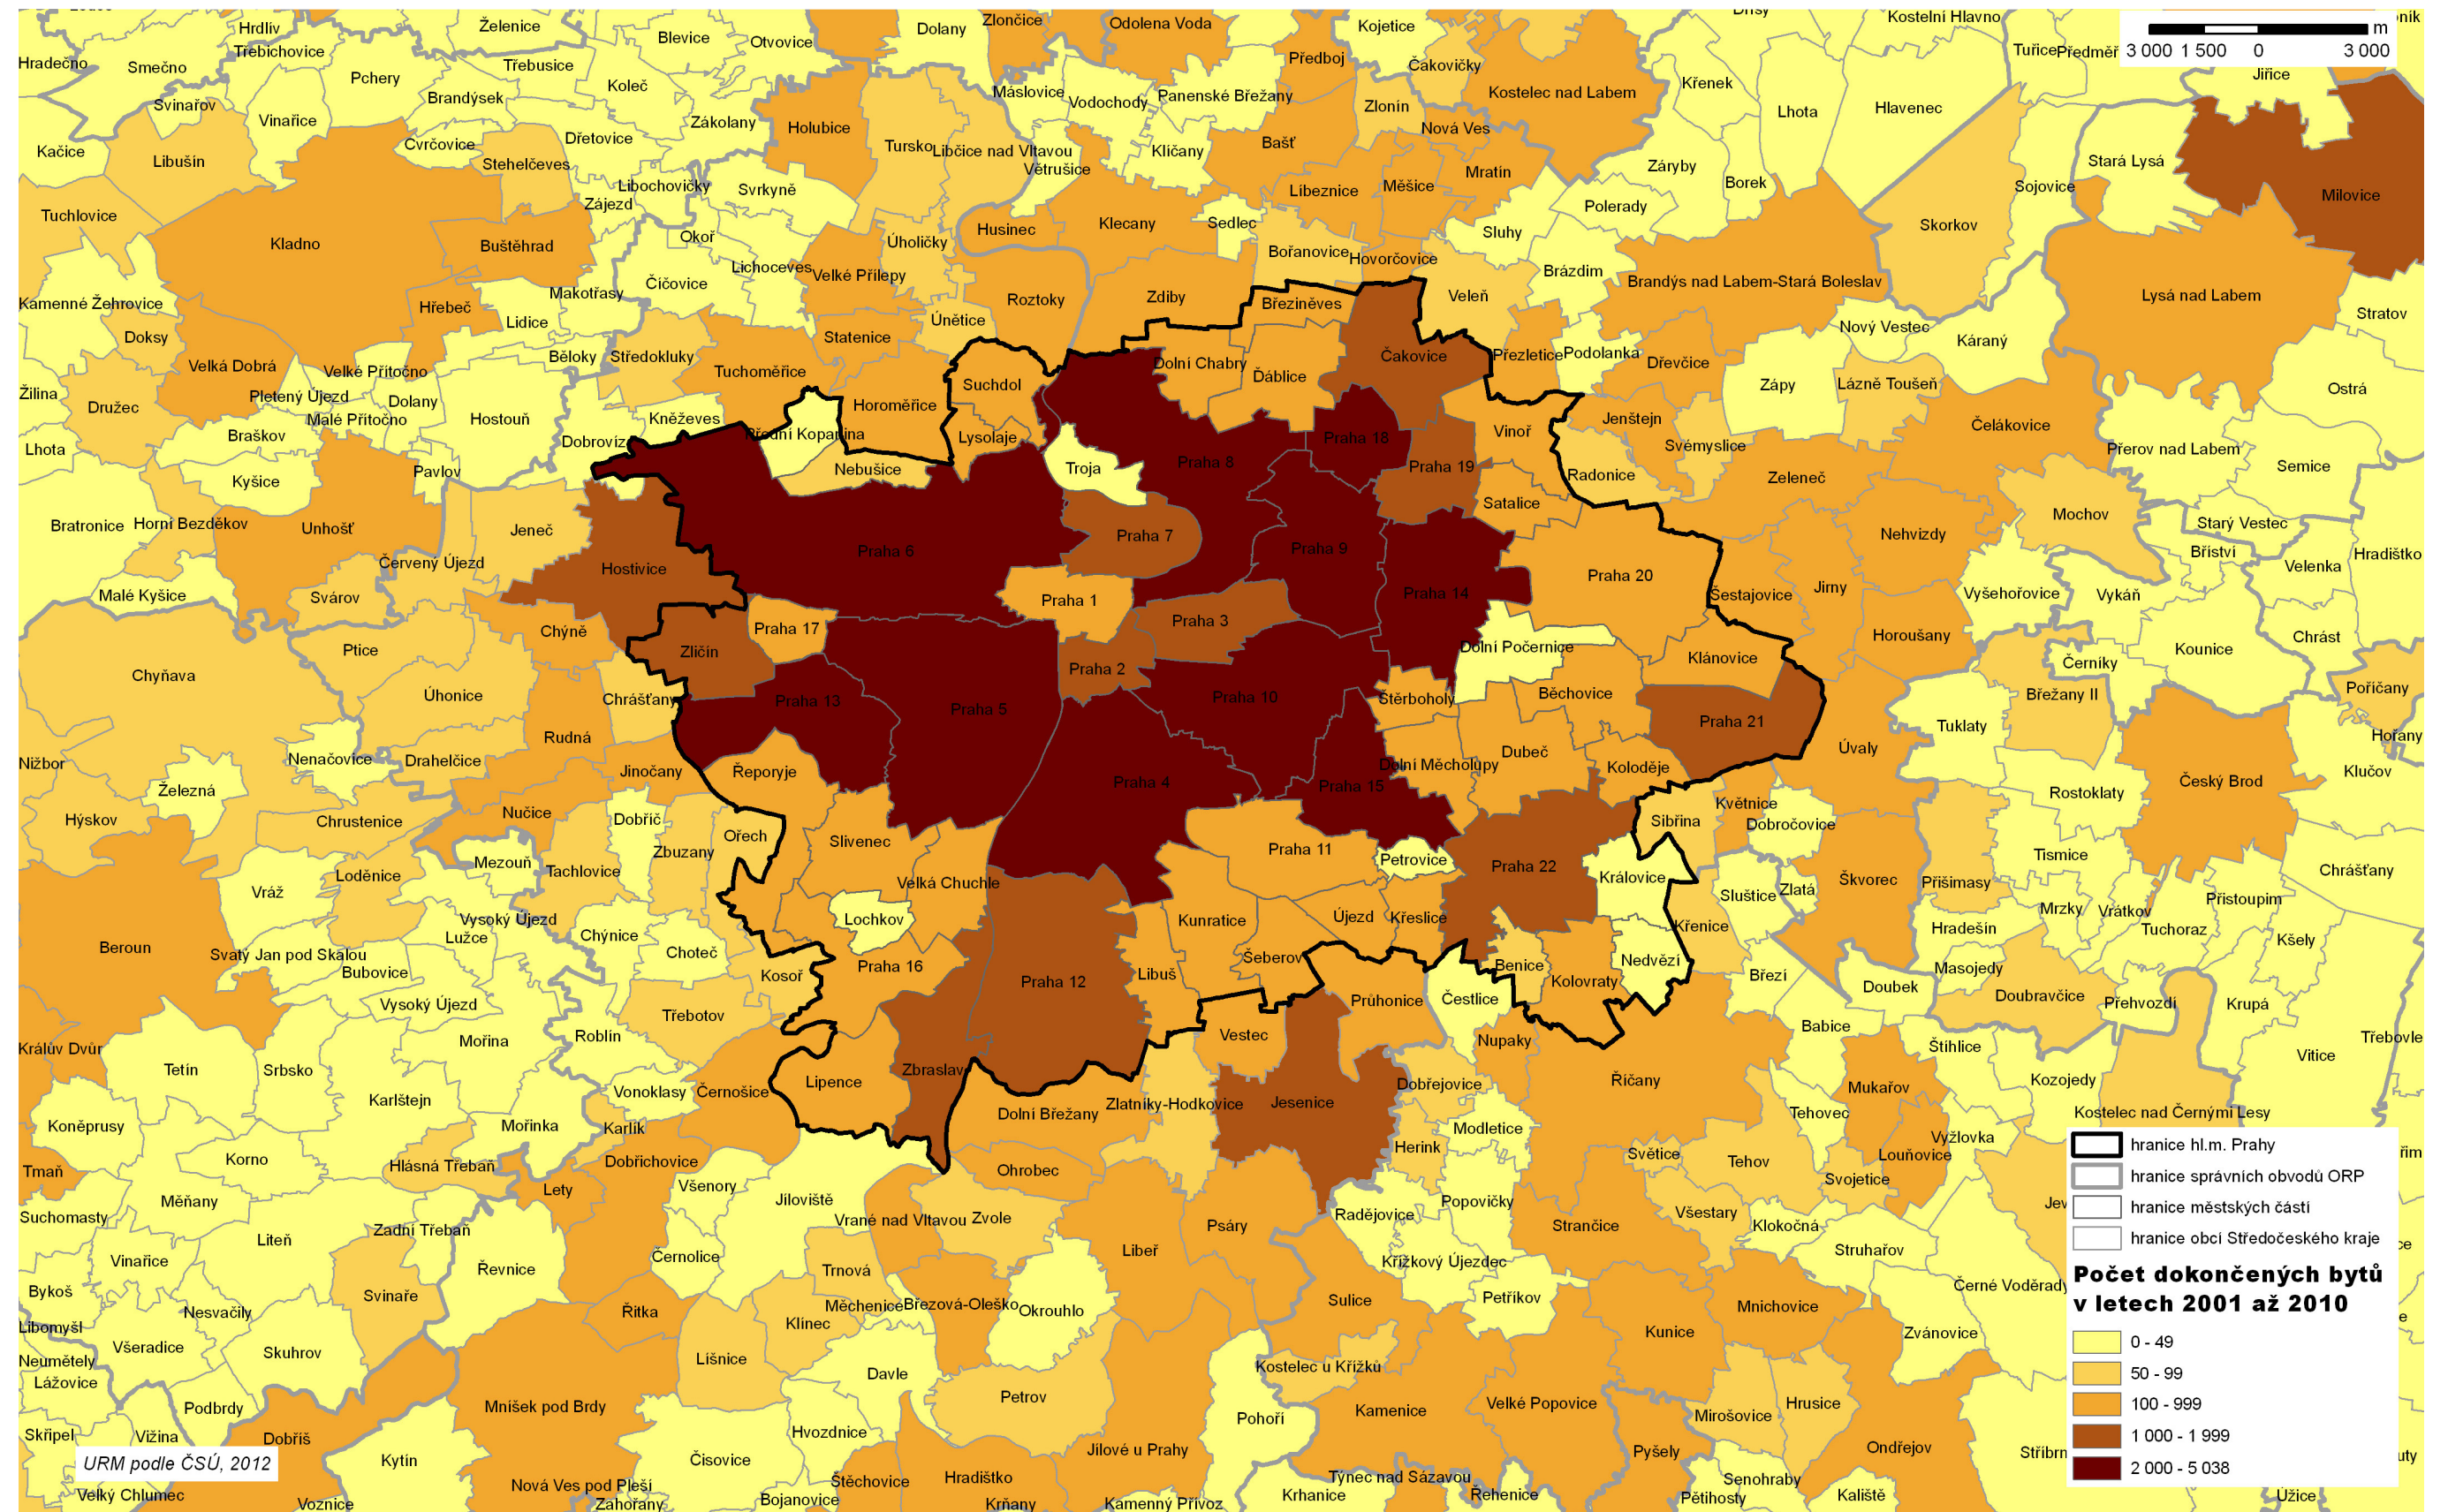 Želenice
Dolany
Zlončice
Odolena Voda
Kojetice
Kostelní Hlavno
Hrdliv
Třebichovice
Blevice
Otvovice
Předboj
Čakovičky
Tuřice
m
3 000 1 500 0 3 000
Hradečno
Smečno
Pchery
Třebusice
Koleč
Máslovice
Vodochody
Panenské Břežany
Zlonín
Kostelec nad Labem
Křenek
Lhota
Hlavenec
Jiřice
Svinařov
Vinařice
Brandýsek
Zákolany
Holubice
Nová Ves
Kačice
Libušín
Cvrčovice
Stehelčeves
Dřetovice
Tursko
Libčice nad Vltavou
Větrušice
Klíčany
Bašť
Mratín
Záryby
Stará Lysá
Libochovičky
Svrkyně
Líbeznice
Měšice
Borek
Sojovice
Milovice
Tuchlovice
Zájezd
Polerady
Kladno
Buštěhrad
Okoř
Úholičky
Husinec
Klecany
Sedlec
Sluhy
Skorkov
Lichoceves
Velké Přílepy
Bořanovice
Hovorčovice
Brázdim
Brandýs nad Labem-Stará Boleslav
Kamenné Žehrovice
Hřebeč
Makotřasy
Číčovice
Roztoky
Zdiby
Březiněves
Veleň
Lysá nad Labem
Doksy
Lidice
Únětice
Statenice
Nový Vestec
Káraný
Stratov
Velká Dobrá
Velké Přítočno
Běloky
Středokluky
Tuchoměřice
Suchdol
Dolní Chabry
Ďáblice
Čakovice
Přezletice
Podolanka
Dřevčice
Zápy
Lázně Toušeň
Ostrá
Žilina
Družec
Pletený Újezd
Malé Přítočno
Dolany
Hostouň
Kněževes
Horoměřice
Lysolaje
Jenštejn
Čelákovice
Lhota
Braškov
Dobrovíz
Přední Kopanina
Praha 18
Vinoř
Svémyslice
Přerov nad Labem
Kyšice
Pavlov
Nebušice
Troja
Praha 8
Praha 19
Radonice
Zeleneč
Semice
Bratronice
Horní Bezděkov
Unhošť
Jeneč
Satalice
Mochov
Starý Vestec
Červený Újezd
Hostivice
Praha 6
Praha 7
Praha 9
Nehvizdy
Bříství
Velenka
Hradištko
Malé Kyšice
Svárov
Praha 1
Praha 14
Praha 20
Šestajovice
Jirny
Vyšehořovice
Vykáň
Chýně
Praha 17
Praha 3
Horoušany
Chrást
Chyňava
Ptice
Zličín
Praha 2
Dolní Počernice
Klánovice
Černíky
Kounice
Úhonice
Chrášťany
Praha 13
Praha 5
Praha 10
Štěrboholy
Běchovice
Praha 21
Břežany II
Poříčany
Nižbor
Nenačovice
Drahelčice
Rudná
Jinočany
Řeporyje
Praha 4
Praha 15
Dolní Měcholupy
Dubeč
Koloděje
Úvaly
Tuklaty
Český Brod
Hořany
Klučov
Železná
Hýskov
Chrustenice
Nučice
Dobříč
Ořech
Slivenec
Praha 11
Petrovice
Praha 22
Sibřina
Květnice
Dobročovice
Rostoklaty
Mezouň
Tachlovice
Zbuzany
Královice
Tismice
Chrášťany
Vráž
Loděnice
Velká Chuchle
Sluštice
Zlatá
Škvorec
Přišimasy
Vysoký Újezd
Lochkov
Kunratice
Újezd
Křeslice
Křenice
Mrzky
Vrátkov
Přistoupim
Beroun
Svatý Jan pod Skalou
Lužce
Chýnice
Choteč
Praha 16
Praha 12
Libuš
Šeberov
Benice
Nedvězí
Hradešín
Tuchoraz
Kšely
Bubovice
Kosoř
Kolovraty
Březí
Masojedy
Vysoký Újezd
Třebotov
Průhonice
Čestlice
Doubek
Doubravčice
Přehvozdí
Krupá
Králův Dvůr
Mořina
Roblín
Vestec
Nupaky
Babice
Štíhlice
Třebovle
Tetín
Srbsko
Karlštejn
Vonoklasy
Černošice
Lipence
Zbraslav
Dolní Břežany
Zlatníky-Hodkovice
Jesenice
Dobřejovice
Říčany
Mukařov
Kozojedy
Vitice
Koněprusy
Mořinka
Karlík
Modletice
Tehovec
Kostelec nad Černými Lesy
Korno
Hlásná Třebaň
Dobřichovice
Ohrobec
Herink
Světice
Tehov
Louňovice
Vyžlovka
hranice hl.m. Prahy
Tmaň
Měňany
Lety
Všenory
Jíloviště
Popovičky
Svojetice
hranice správních obvodů ORP
Suchomasty
Zadní Třebaň
Vrané nad Vltavou
Zvole
Psáry
Radějovice
Strančice
Všestary
Klokočná
hranice městských částí
Liteň
Vinařice
Řevnice
Černolice
Trnová
Libeř
Křížkový Újezdec
Struhařov
hranice obcí Středočeského kraje
Bykoš
Nesvačily
Svinaře
Řitka
Klínec
Měchenice
Březová-Oleško
Okrouhlo
Sulice
Petříkov
Mnichovice
Černé Voděrady
Počet dokončených bytů
v letech 2001 až 2010
Libomyšl
Všeradice
Skuhrov
Líšnice
Kunice
Zvánovice
0 - 49
Neumětely
Lážovice
Davle
Kostelec u Křížků
50 - 99
Podbrdy
Mníšek pod Brdy
Petrov
Kamenice
Velké Popovice
Mirošovice
Hrusice
100 - 999
Skřipel
Vižina
Dobříš
Hvozdnice
Pohoří
Ondřejov
1 000 - 1 999
URM podle ČSÚ, 2012
Kytín
Čisovice
Jílové u Prahy
Pyšely
2 000 - 5 038
Velký Chlumec
Voznice
Nová Ves pod Pleší
Zahořany
Bojanovice
Štěchovice
Hradištko
Krňany
Kamenný Přívoz
Krhanice
Týnec nad Sázavou
Řehenice
Senohraby
Pětihosty
Kaliště
Úžice